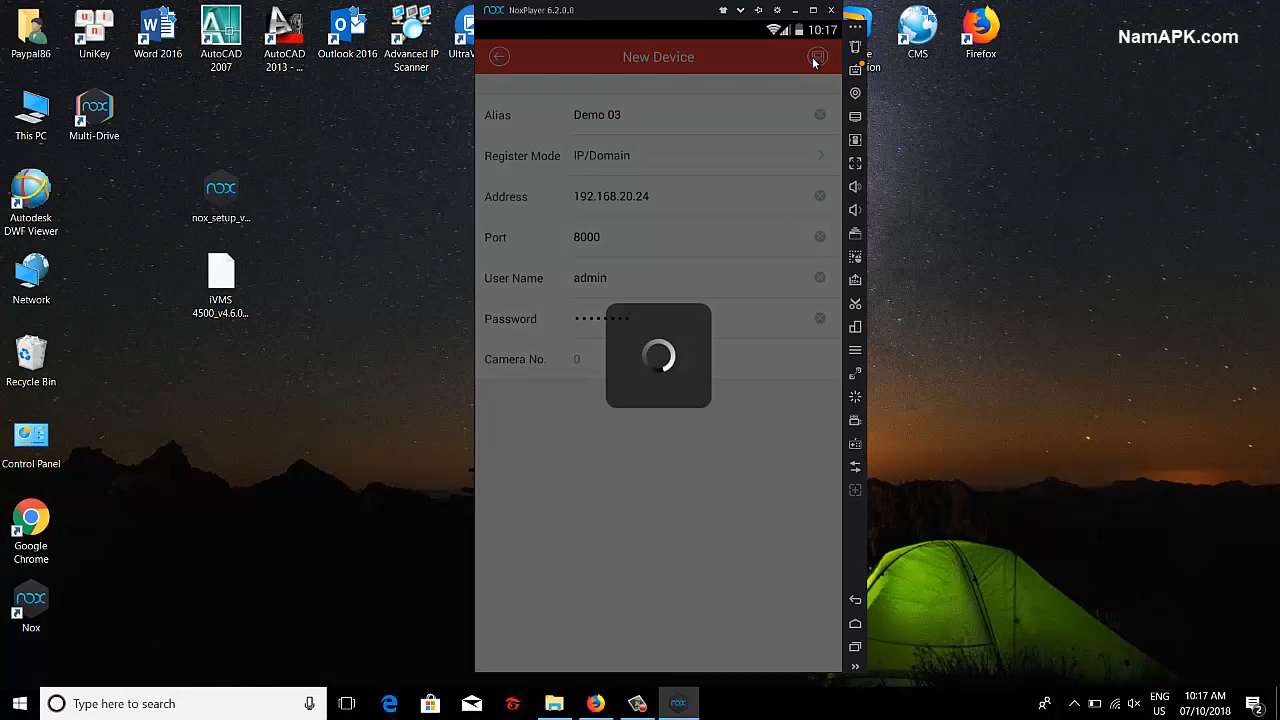 Paypal86
UniKey
Word 2016
AutoCAD
2007
AutoCAD
2013 - ...
Outlook 2016
Advanced IP
Scanner
UltraV
This PC
Multi-Drive
Autodesk
DWF Viewer
nox_setup_v...
Network
iVMS
4500_v4.6.0...
Recycle Bin
Control Panel
Google
Chrome
Nox
nox NoxPlayer 6.2.0.0
10:17
New Device
Alias Demo 03
Register Mode IP/Domain
Address 192.168.20.24
Port 8000
User Name admin
Password ••••••••
Camera No. 0
ion
CMS
Firefox
NamAPK.com
Type here to search
ENG
US
10:17 AM
07/10/2018
2